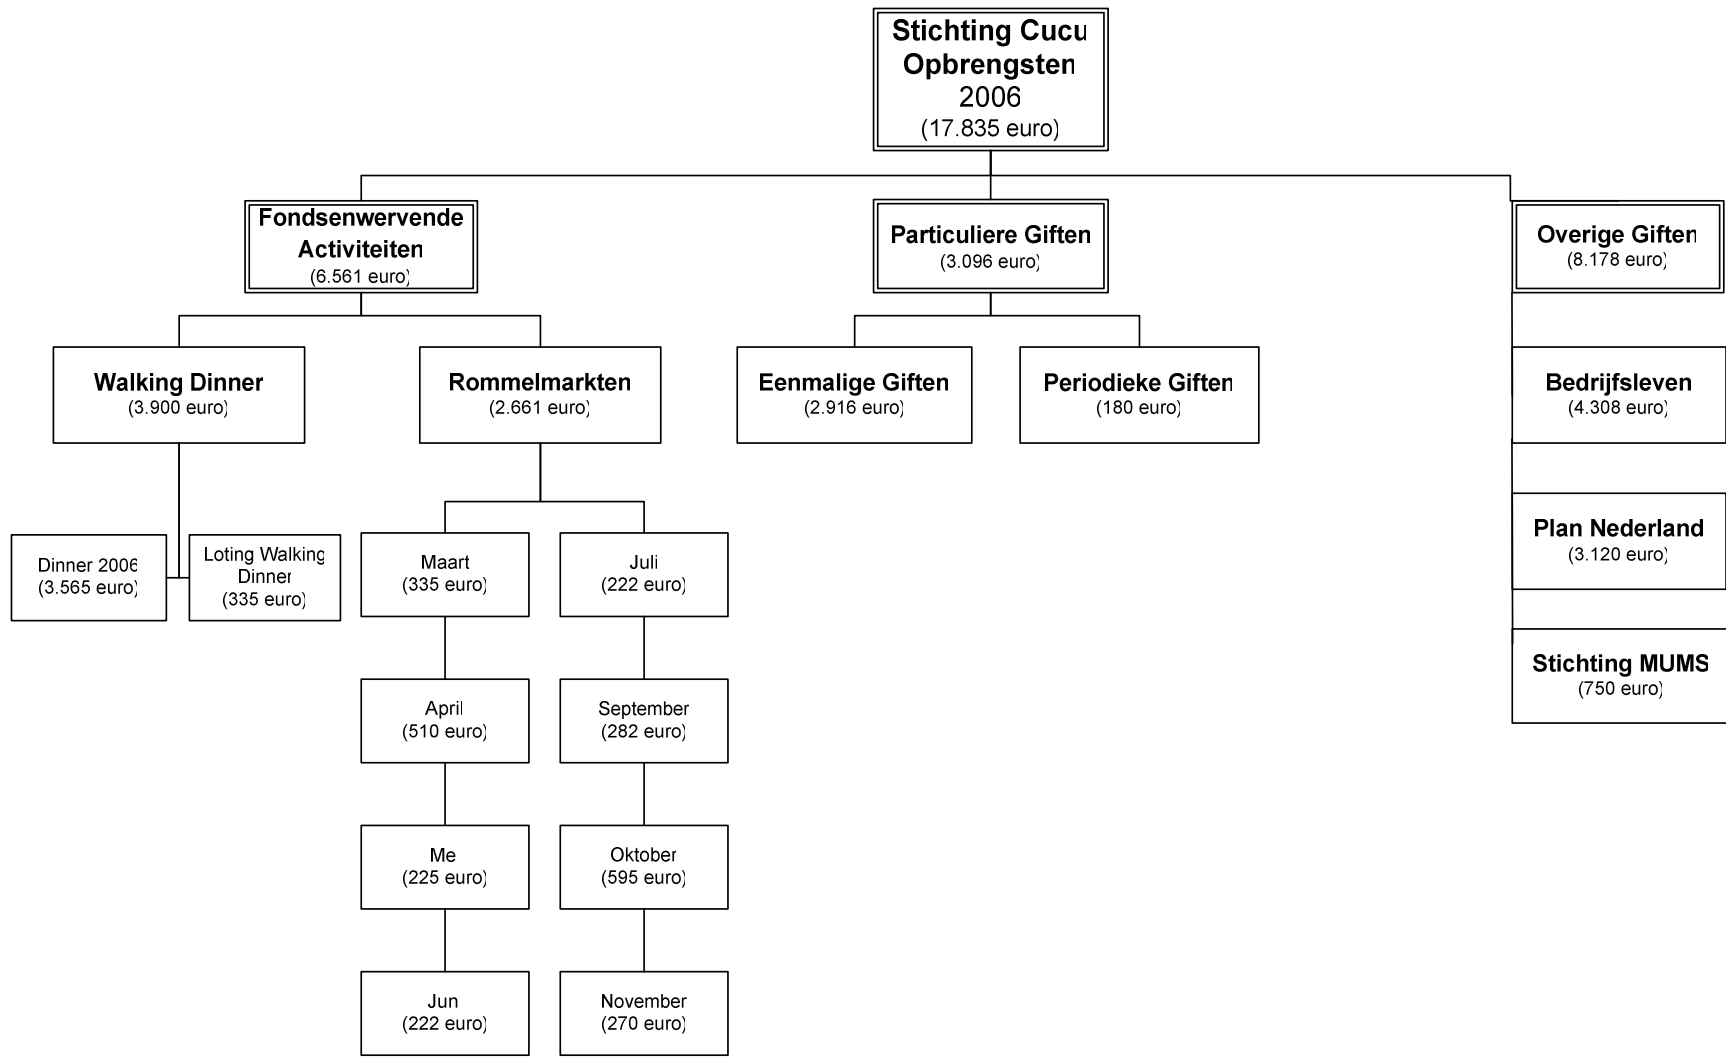 Stichting Cucu
Opbrengsten
2006
(17.835 euro)
Fondsenwervende
Activiteiten
(6.561 euro)
Particuliere Giften
(3.096 euro)
Overige Giften
(8.178 euro)
Walking Dinner
(3.900 euro)
Rommelmarkten
(2.661 euro)
Eenmalige Giften
(2.916 euro)
Periodieke Giften
(180 euro)
Bedrijfsleven
(4.308 euro)
Plan Nederland
(3.120 euro)
Stichting MUMS
(750 euro)
Dinner 2006
(3.565 euro)
Loting Walking
Dinner
(335 euro)
Maart
(335 euro)
Juli
(222 euro)
April
(510 euro)
September
(282 euro)
Me
(225 euro)
Oktober
(595 euro)
Jun
(222 euro)
November
(270 euro)